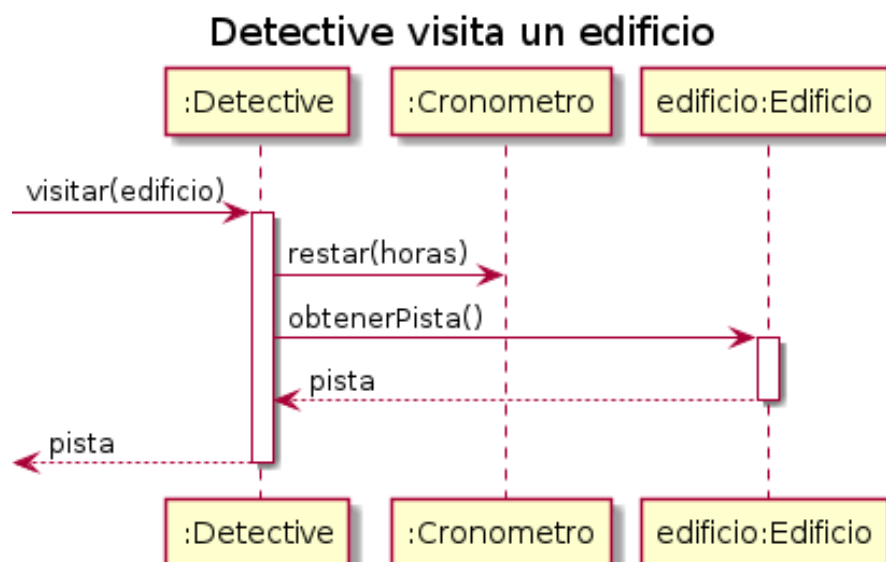 Detective visita un edificio
:Detective
:Cronometro
edificio:Edificio
visitar(edificio)
restar(horas)
obtenerPista()
pista
pista
:Detective
:Cronometro
edificio:Edificio